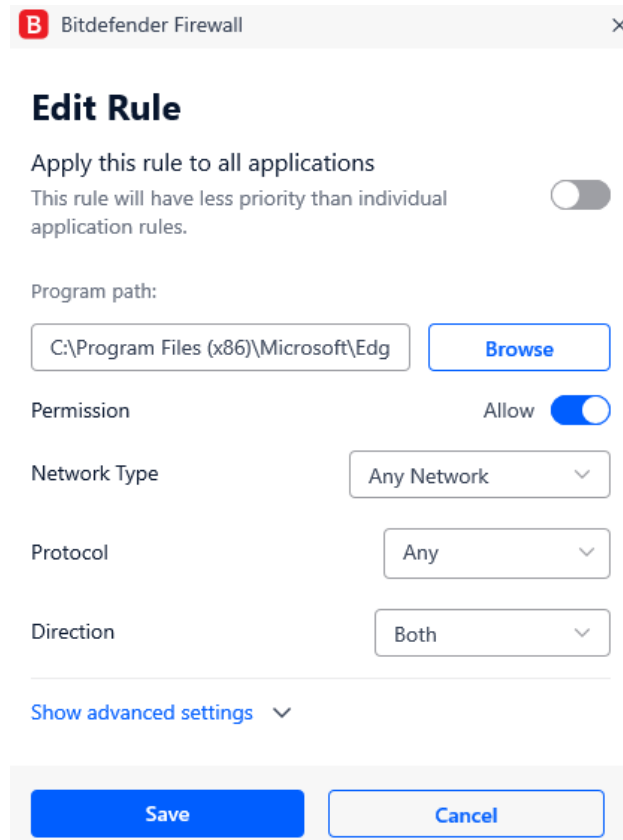 B Bitdefender Firewall
Edit Rule
Apply this rule to all applications
This rule will have less priority than individual
application rules.
Program path:
C:\Program Files (x86)\Microsoft\Edg
Browse
Permission
Allow
Network Type
Any Network
Protocol
Any
Direction
Both
Show advanced settings
Save
Cancel